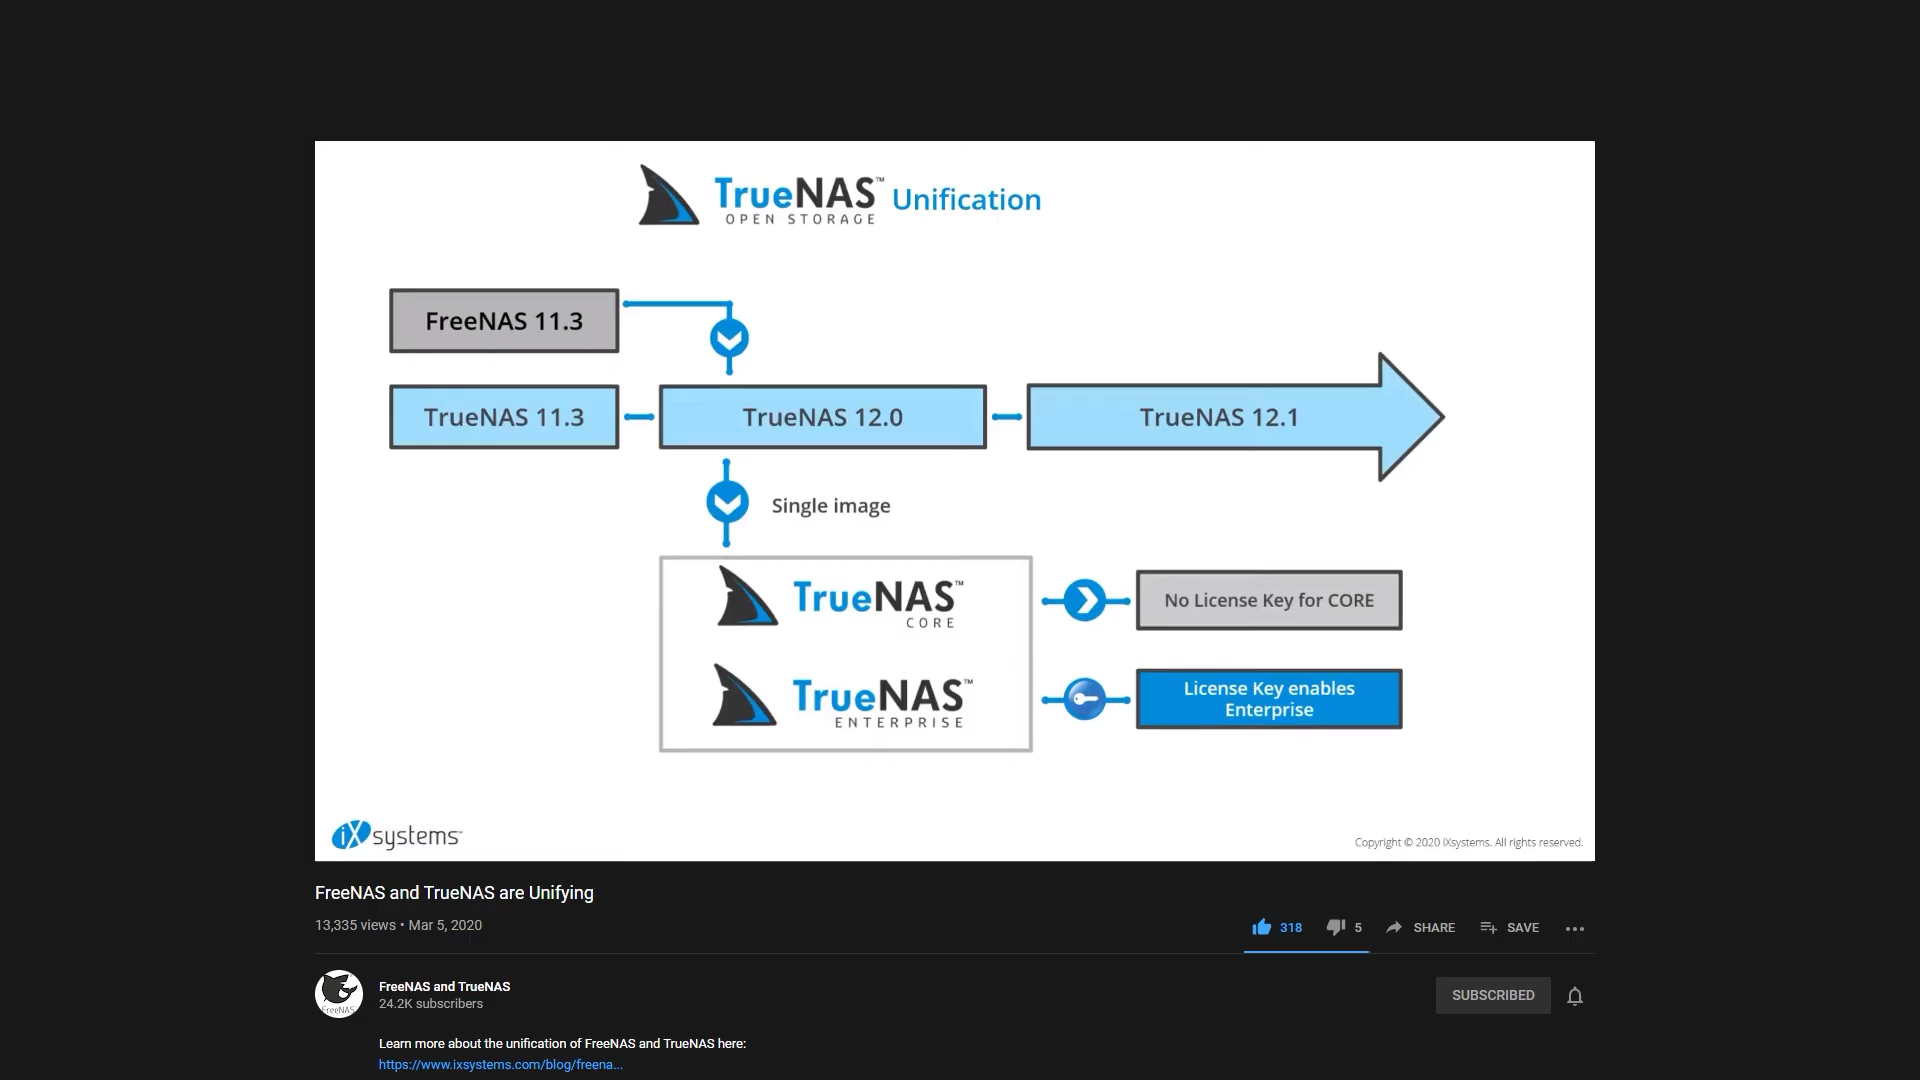 TrueNAS™ Unification
OPEN STORAGE
FreeNAS 11.3
TrueNAS 11.3
TrueNAS 12.0
TrueNAS 12.1
Single image
TrueNAS™
CORE
No License Key for CORE
TrueNAS™
ENTERPRISE
License Key enables
Enterprise
iXsystems™
Copyright © 2020 iXsystems. All rights reserved.
FreeNAS and TrueNAS are Unifying
13,335 views • Mar 5, 2020
318
5
SHARE
SAVE
FreeNAS
FreeNAS and TrueNAS
24.2K subscribers
SUBSCRIBED
Learn more about the unification of FreeNAS and TrueNAS here:
https://www.ixsystems.com/blog/freena...